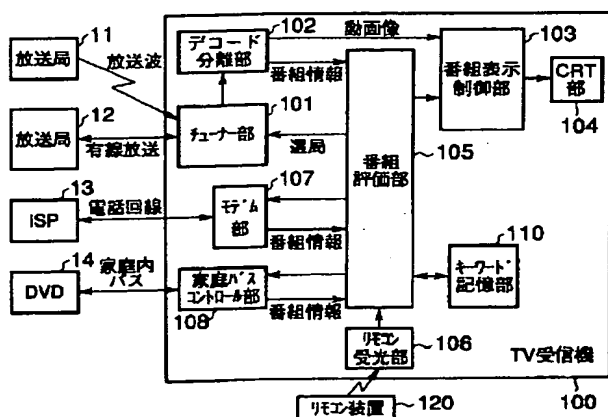 11
放送局
放送波
12
放送局
有線放送
13
ISP
電話回線
14
DVD
家庭内
バス
102
デコード
分離部
動画像
番組情報
101
チューナー部
選局
107
モデム
部
番組情報
家庭バス
コントロール部
108
番組情報
105
番組
評価部
103
番組表示
制御部
CRT
部
104
110
キーワード
記憶部
リモコン
受光部
106
TV受信機
100
リモコン装置
120